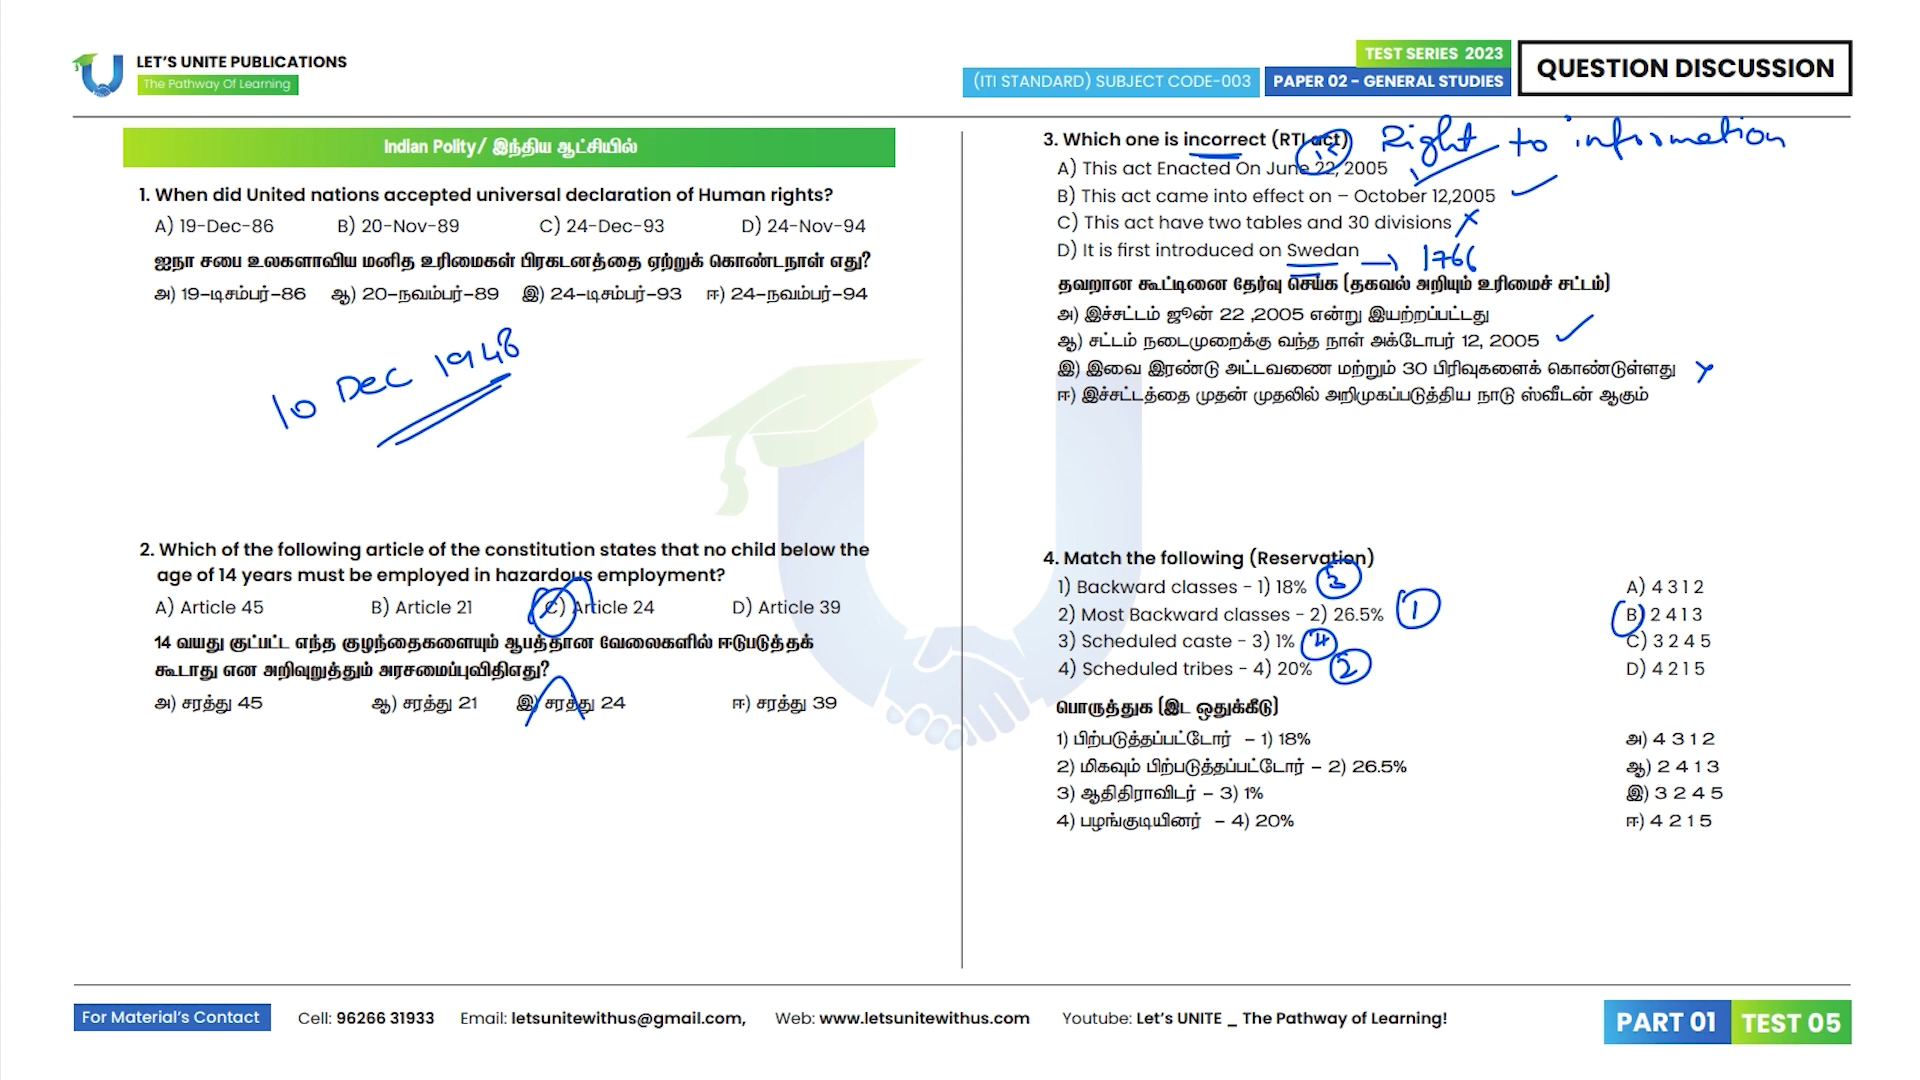 LET'S UNITE PUBLICATIONS
The Pathway Of Learning
TEST SERIES 2023
(ITI STANDARD) SUBJECT CODE-003
PAPER 02 - GENERAL STUDIES
QUESTION DISCUSSION
Indian Polity/ இந்திய ஆட்சியில்
1. When did United nations accepted universal declaration of Human rights?
A) 19-Dec-86 B) 20-Nov-89 C) 24-Dec-93 D) 24-Nov-94
ஐநா சபை உலகளாவிய மனித உரிமைகள் பிரகடனத்தை ஏற்றுக் கொண்டநாள் எது?
அ) 19-டிசம்பர்-86 ஆ) 20-நவம்பர்-89 இ) 24-டிசம்பர்-93 ஈ) 24-நவம்பர்-94
10 Dec 1948
2. Which of the following article of the constitution states that no child below the
age of 14 years must be employed in hazardous employment?
A) Article 45 B) Article 21 C) Article 24 D) Article 39
14 வயது குட்பட்ட எந்த குழந்தைகளையும் ஆபத்தான வேலைகளில் ஈடுபடுத்தக்
கூடாது என அறிவுறுத்தும் அரசமைப்புவிதிஎது?
அ) சரத்து 45 ஆ) சரத்து 21 இ) சரத்து 24 ஈ) சரத்து 39
3. Which one is incorrect (RTI act) Right to information
A) This act Enacted On June 22, 2005
15
B) This act came into effect on – October 12,2005
C) This act have two tables and 30 divisions
D) It is first introduced on Swedan → 1766
தவறான கூட்டினை தேர்வு செய்க (தகவல் அறியும் உரிமைச் சட்டம்)
அ) இச்சட்டம் ஜூன் 22 ,2005 என்று இயற்றப்பட்டது
ஆ) சட்டம் நடைமுறைக்கு வந்த நாள் அக்டோபர் 12, 2005
இ) இவை இரண்டு அட்டவணை மற்றும் 30 பிரிவுகளைக் கொண்டுள்ளது
ஈ) இச்சட்டத்தை முதன் முதலில் அறிமுகப்படுத்திய நாடு ஸ்வீடன் ஆகும்
4. Match the following (Reservation)
1) Backward classes - 1) 18% 3 A) 4 3 1 2
2) Most Backward classes - 2) 26.5% 1 B) 2 4 1 3
3) Scheduled caste - 3) 1% 4 C) 3 2 4 5
4) Scheduled tribes - 4) 20% 2 D) 4 2 1 5
பொருத்துக (இட ஒதுக்கீடு)
1) பிற்படுத்தப்பட்டோர் - 1) 18% அ) 4 3 1 2
2) மிகவும் பிற்படுத்தப்பட்டோர் - 2) 26.5% ஆ) 2 4 1 3
3) ஆதிதிராவிடர் - 3) 1% இ) 3 2 4 5
4) பழங்குடியினர் - 4) 20% ஈ) 4 2 1 5
For Material's Contact Cell: 96266 31933 Email: letsunitewithus@gmail.com, Web: www.letsunitewithus.com Youtube: Let's UNITE _ The Pathway of Learning!
PART 01 TEST 05